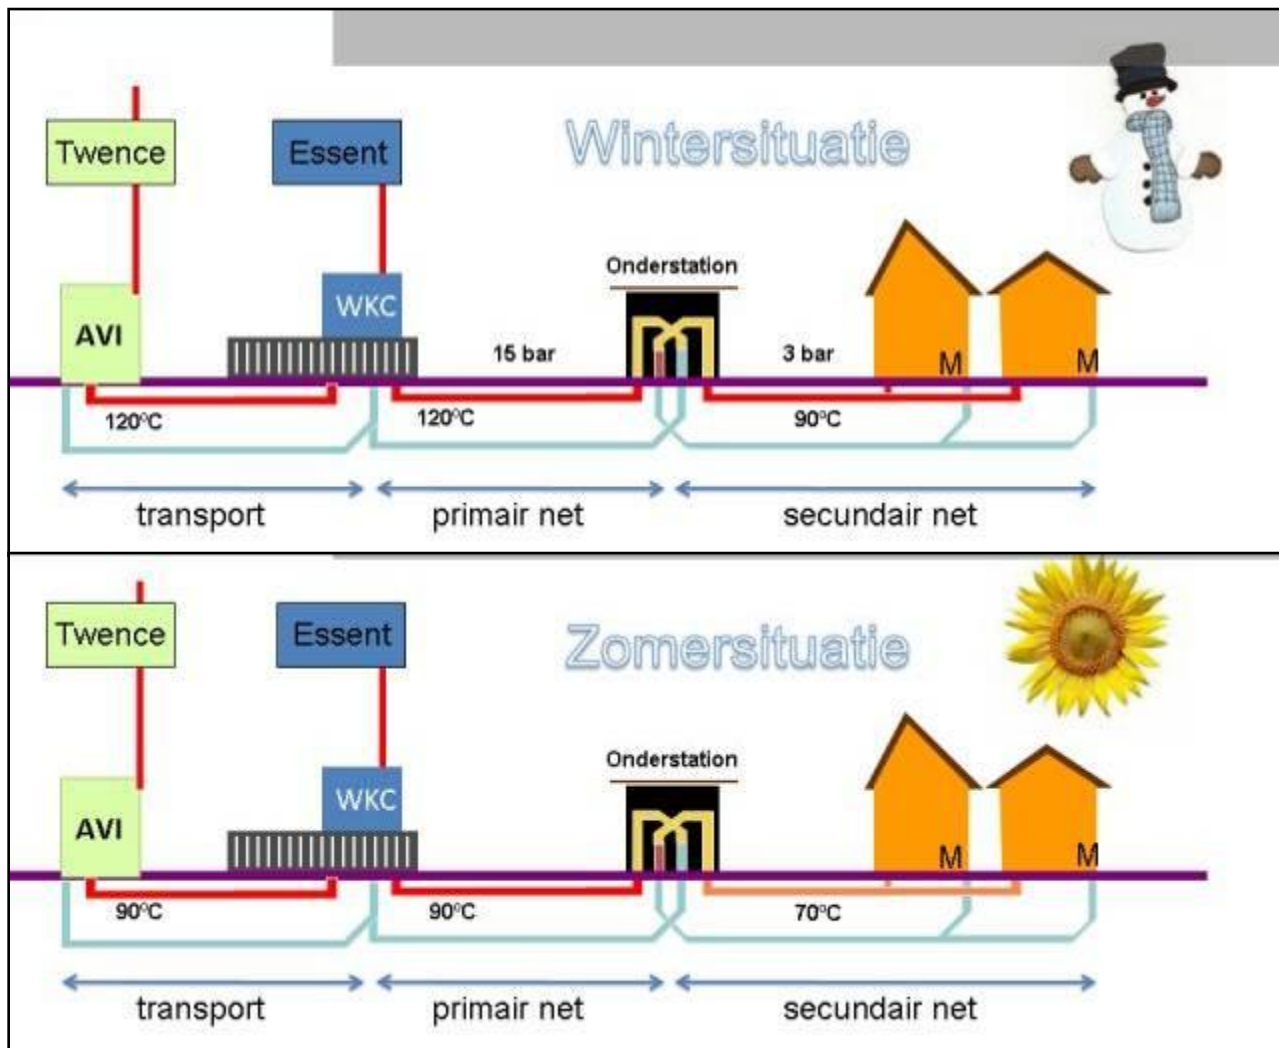 Wintersituatie
Twence
Essent
Onderstation
AVI
WKC
15 bar
3 bar
M
M
120°C
120°C
90°C
transport
primair net
secundair net
Zomersituatie
Twence
Essent
Onderstation
AVI
WKC
M
M
90°C
90°C
70°C
transport
primair net
secundair net